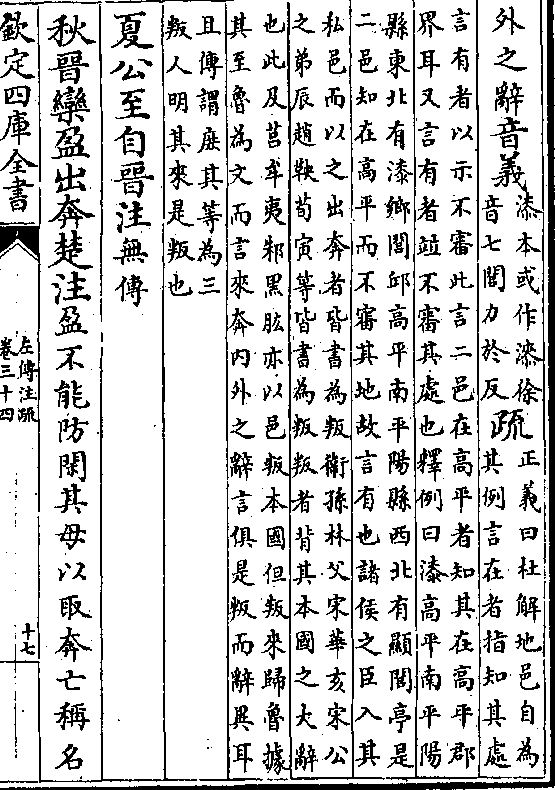 外之辭音義
漆本或作徐
音七閭力於反
疏
正義曰杜解地邑自為
其例言在者指知其處
言有者以示不審此言二邑在高平者知其在高平郡
界耳又言有者竝不審其處也釋例曰漆高平南平陽
縣東北有漆鄉閭邱高平南平陽縣西北有顯閭亭是
二邑知在高平而不審其地故言有也諸侯之臣入其
私邑而以之出奔者皆書為叛衛孫林父宋華亥宋公
之弟辰趙鞅荀寅等皆書為叛叛者背其本國之大辭
也此及莒牟夷邾黑肱亦以邑叛本國但叛來歸魯據
其至魯為文而言來奔內外之辭言俱是叛而辭異耳
且傳謂庶其等為三
叛人明其來是叛也
夏公至自晉注無傳
秋晉欒盈出奔楚注盈不能防閑其母以取奔亡稱名
欽定四庫全書
左傳注疏
卷三十四
十七